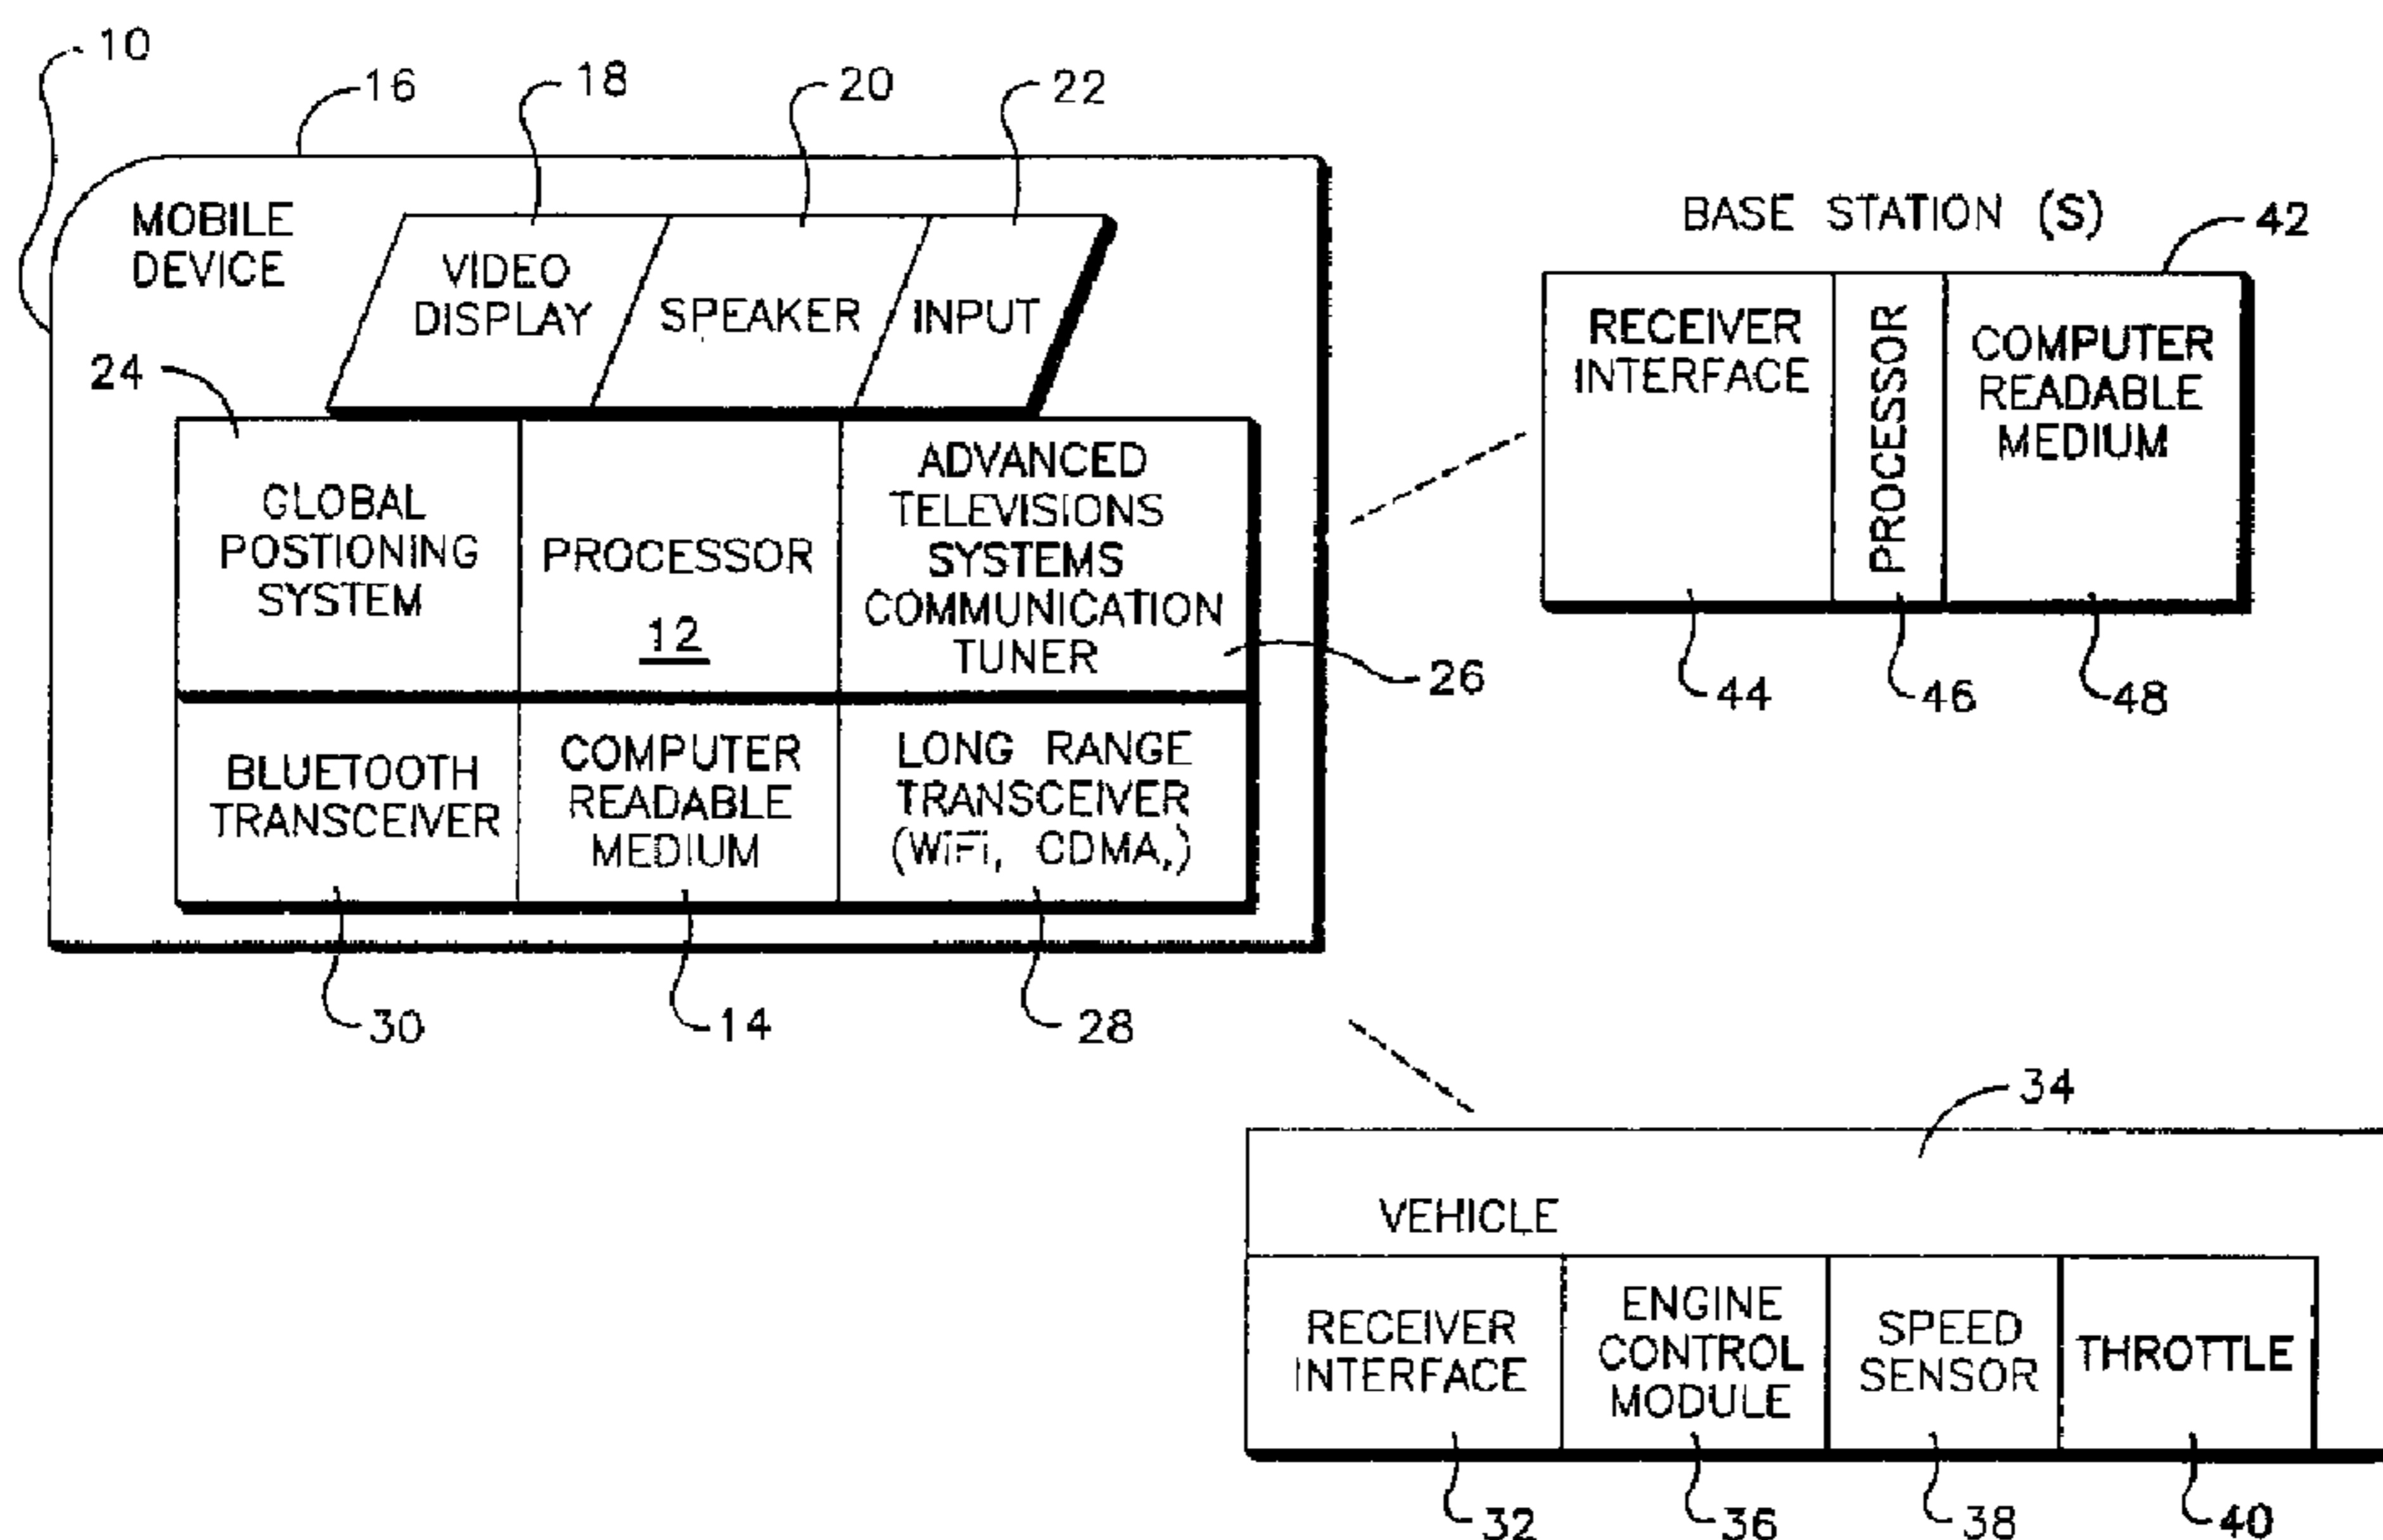 10
16
18
20
22
MOBILE
DEVICE
VIDEO
DISPLAY
SPEAKER
INPUT
24
GLOBAL
POSTIONING
SYSTEM
PROCESSOR
12
ADVANCED
TELEVISIONS
SYSTEMS
COMMUNICATION
TUNER
26
BLUETOOTH
TRANSCEIVER
COMPUTER
READABLE
MEDIUM
LONG RANGE
TRANSCEIVER
(WiFi, CDMA,)
30
14
28
BASE STATION (S)
42
RECEIVER
INTERFACE
PROCESSOR
COMPUTER
READABLE
MEDIUM
44
46
48
34
VEHICLE
RECEIVER
INTERFACE
ENGINE
CONTROL
MODULE
SPEED
SENSOR
THROTTLE
32
36
38
40